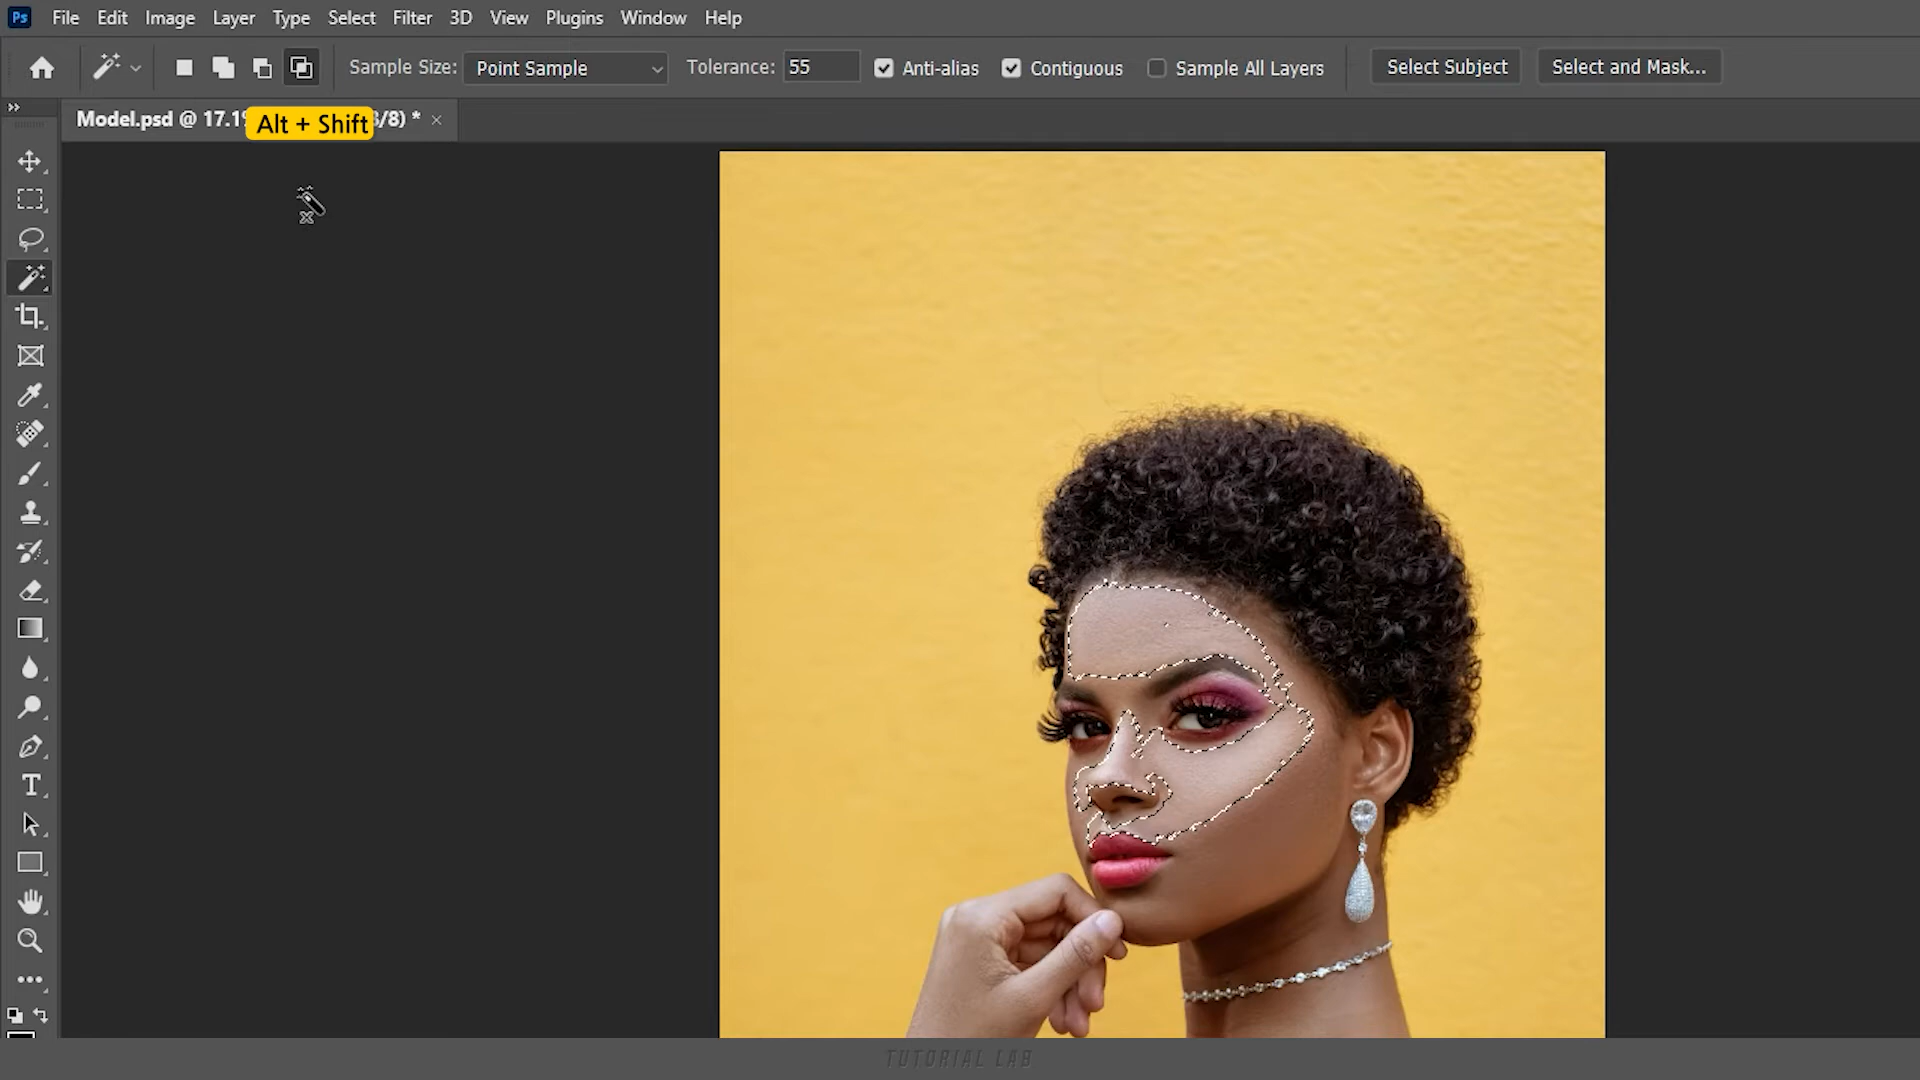 Ps File Edit Image Layer Type Select Filter 3D View Plugins Window Help
Sample Size: Point Sample Tolerance: 55 Anti-alias Contiguous Sample All Layers Select Subject Select and Mask...
Model.psd @ 17.1% /8) * ×
Alt + Shift
T
TUTORIAL LAB